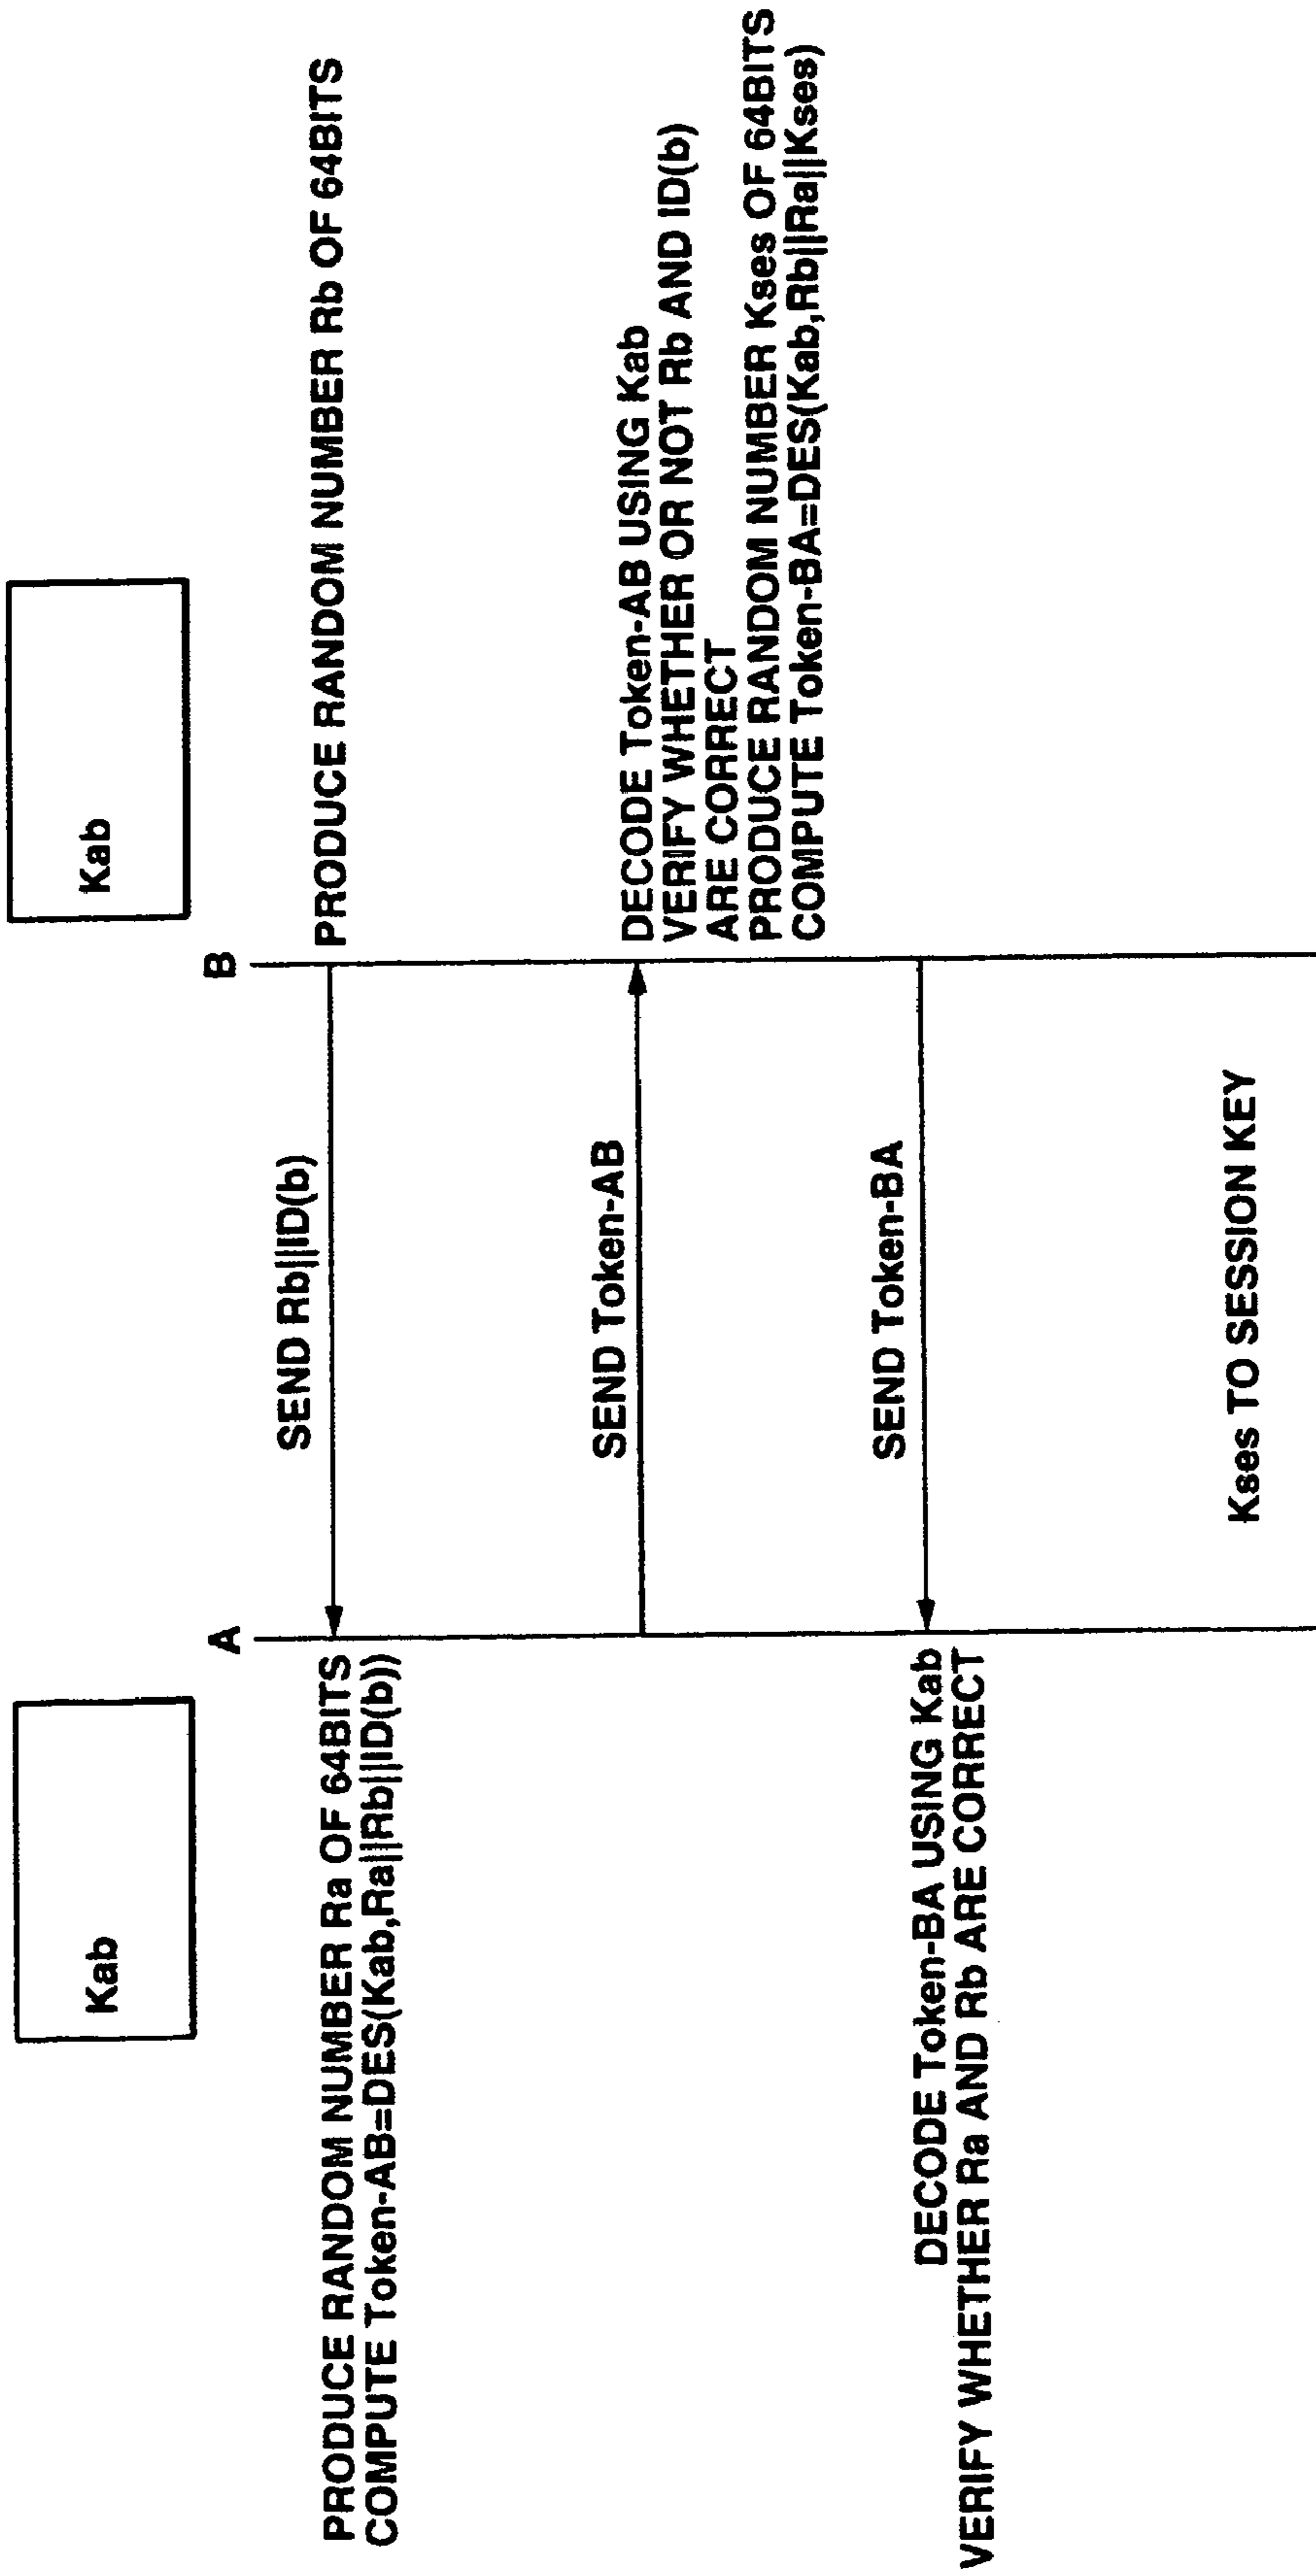 Kab
Kab
A
B
SEND Rb||ID(b)
PRODUCE RANDOM NUMBER Rb OF 64BITS
PRODUCE RANDOM NUMBER Ra OF 64BITS
COMPUTE Token-AB=DES(Kab,Ra||Rb||ID(b))
SEND Token-AB
DECODE Token-AB USING Kab
VERIFY WHETHER OR NOT Rb AND ID(b)
ARE CORRECT
PRODUCE RANDOM NUMBER Kses OF 64BITS
COMPUTE Token-BA=DES(Kab,Rb||Ra||Kses)
SEND Token-BA
DECODE Token-BA USING Kab
VERIFY WHETHER Ra AND Rb ARE CORRECT
Kses TO SESSION KEY